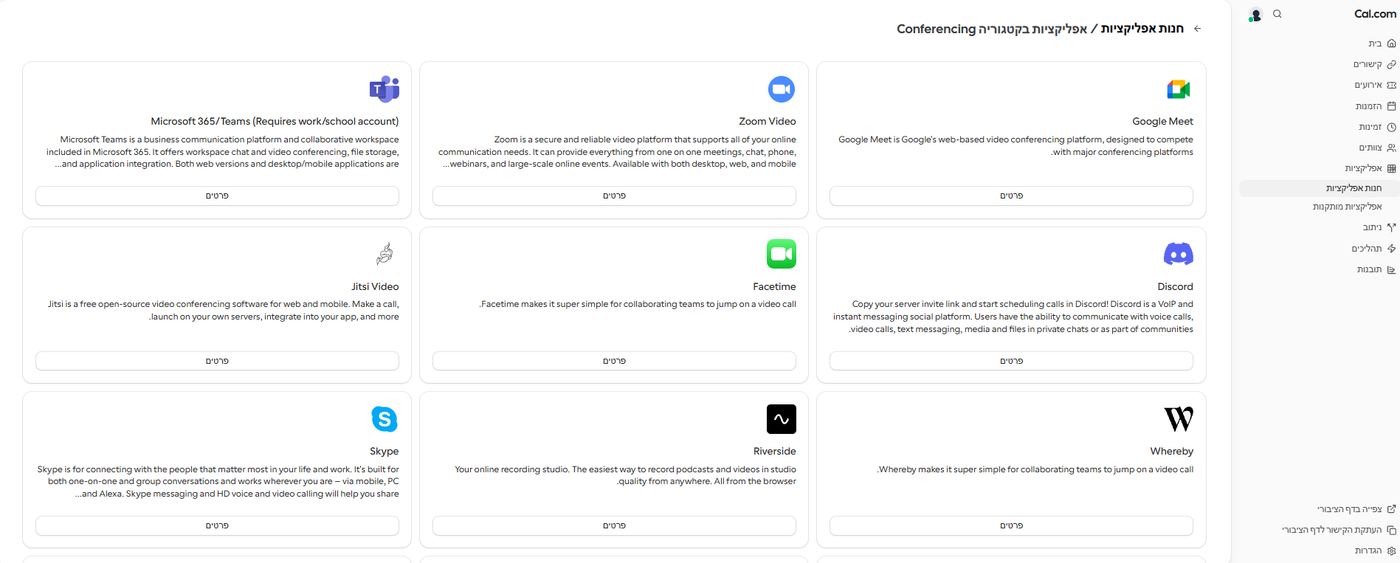 Cal.com
בית
קישורים
אירועים
הזמנות
זמינות
צוותים
אפליקציות
חנות אפליקציות
אפליקציות מותקנות
ניתוב
תהליכים
תובנות
צפייה בדף הציבורי
העתקת הקישור לדף הציבורי
הגדרות
חנות אפליקציות / אפליקציות בקטגוריה Conferencing
Google Meet
Google Meet is Google's web-based video conferencing platform, designed to compete
with major conferencing platforms.
פרטים
Zoom Video
Zoom is a secure and reliable video platform that supports all of your online
communication needs. It can provide everything from one on one meetings, chat, phone,
webinars, and large-scale online events. Available with both desktop, web, and mobile...
פרטים
Microsoft 365/Teams (Requires work/school account)
Microsoft Teams is a business communication platform and collaborative workspace
included in Microsoft 365. It offers workspace chat and video conferencing, file storage,
and application integration. Both web versions and desktop/mobile applications are...
פרטים
Discord
Copy your server invite link and start scheduling calls in Discord! Discord is a VoIP and
instant messaging social platform. Users have the ability to communicate with voice calls,
video calls, text messaging, media and files in private chats or as part of communities.
פרטים
Facetime
Facetime makes it super simple for collaborating teams to jump on a video call.
פרטים
Jitsi Video
Jitsi is a free open-source video conferencing software for web and mobile. Make a call,
launch on your own servers, integrate into your app, and more.
פרטים
Whereby
Whereby makes it super simple for collaborating teams to jump on a video call.
פרטים
Riverside
Your online recording studio. The easiest way to record podcasts and videos in studio
quality from anywhere. All from the browser.
פרטים
Skype
Skype is for connecting with the people that matter most in your life and work. It's built for
both one-on-one and group conversations and works wherever you are – via mobile, PC
and Alexa. Skype messaging and HD voice and video calling will help you share...
פרטים